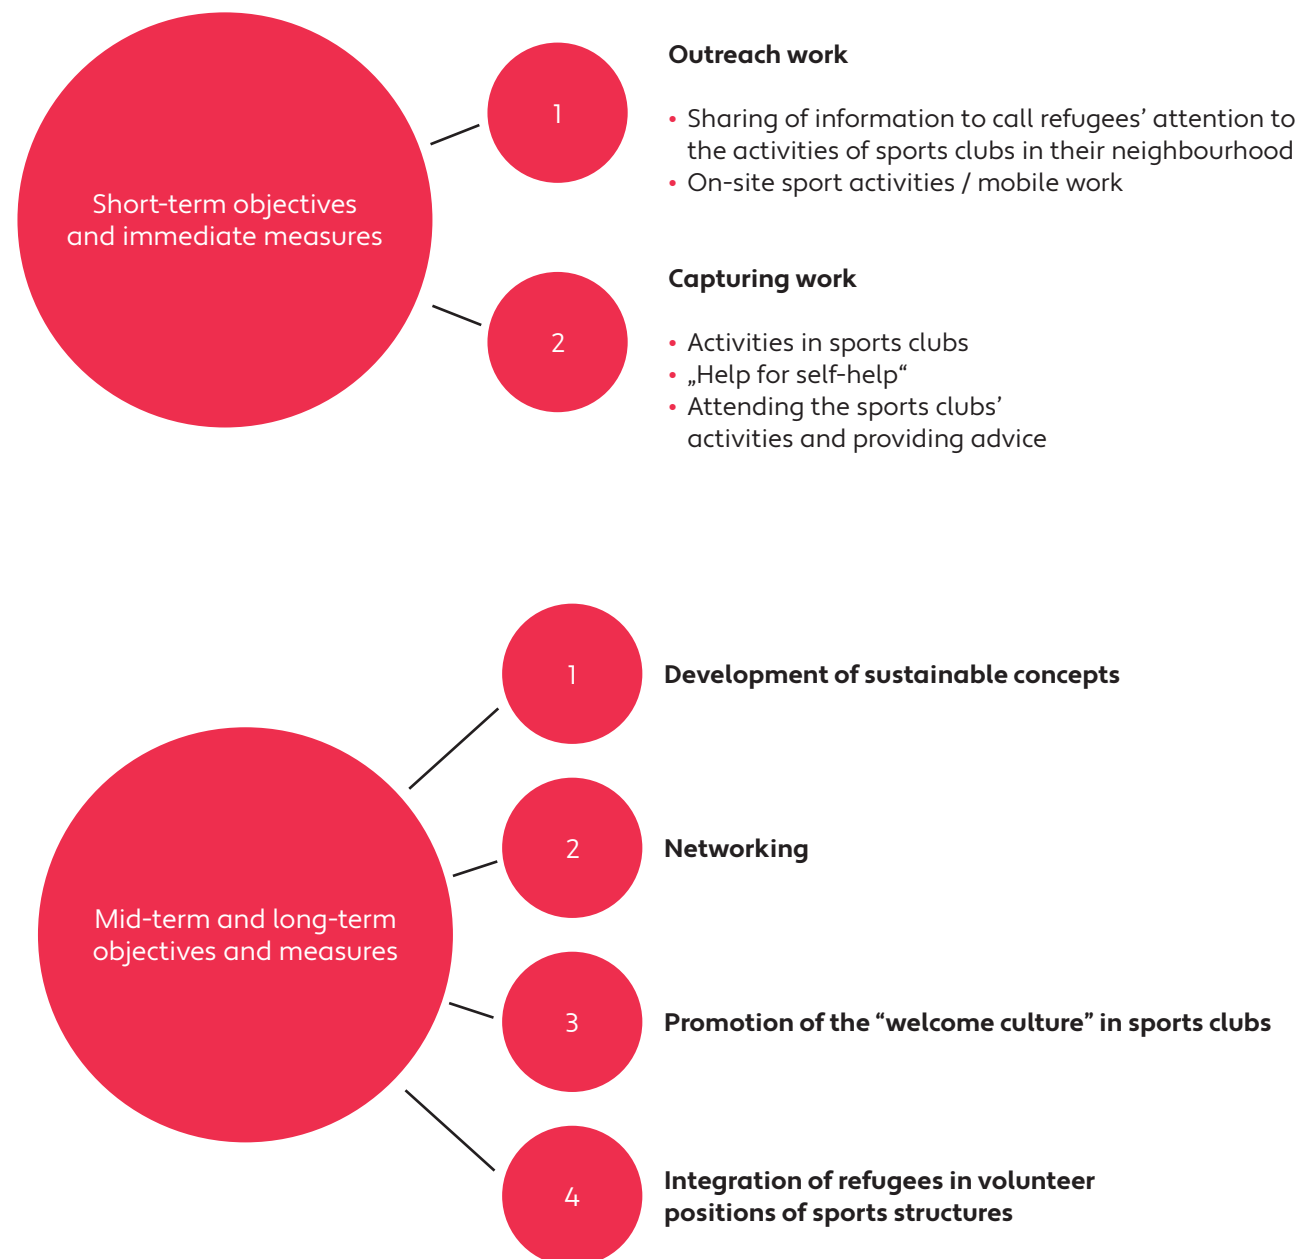 Short-term objectives
and immediate measures
1
Outreach work
• Sharing of information to call refugees’ attention to
the activities of sports clubs in their neighbourhood
• On-site sport activities / mobile work
2
Capturing work
• Activities in sports clubs
• „Help for self-help“
• Attending the sports clubs’
activities and providing advice
Mid-term and long-term
objectives and measures
1
Development of sustainable concepts
2
Networking
3
Promotion of the “welcome culture” in sports clubs
4
Integration of refugees in volunteer
positions of sports structures